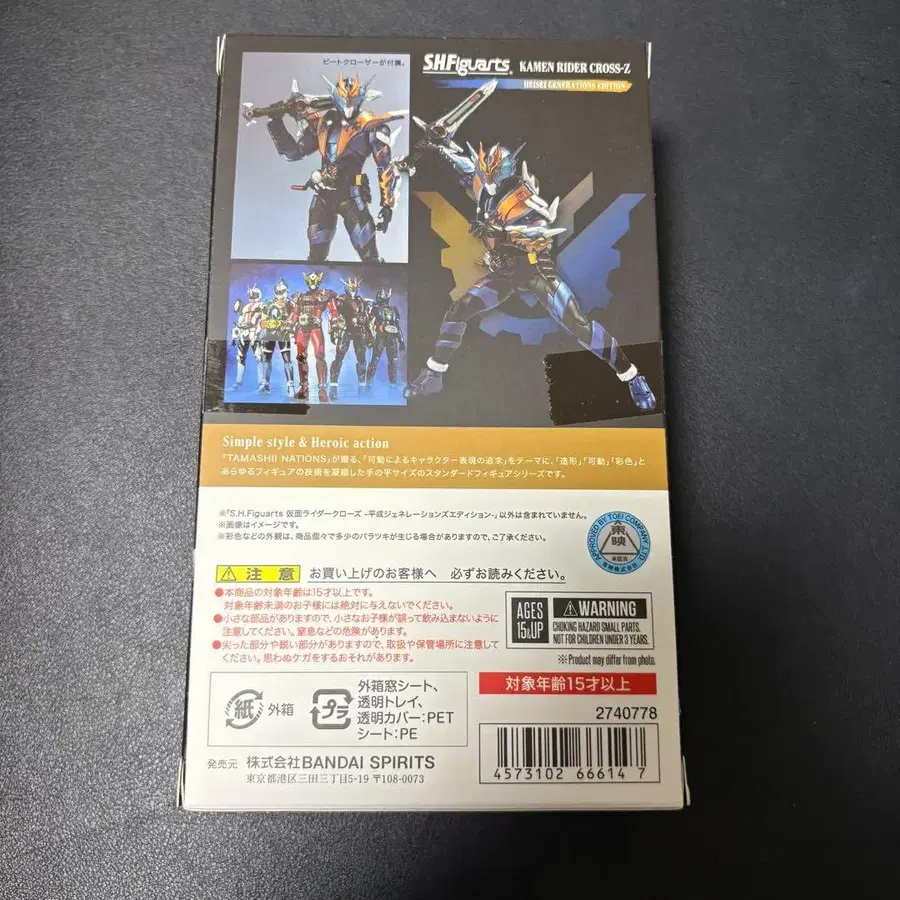 ビートクローザーが付属。
S.H.Figuarts® KAMEN RIDER CROSS-Z
HEISEI GENERATIONS EDITION
Simple style & Heroic action
「TAMASHII NATIONS」が贈る、「可動によるキャラクター表現の追求」をテーマに、「造形」「可動」「彩色」と
あらゆるフィギュアの技術を凝縮した手の平サイズのスタンダードフィギュアシリーズです。
※「S.H.Figuarts 仮面ライダークローズ -平成ジェネレーションズエディション-」以外は含まれていません。
※画像はイメージです。
※彩色などの外観は、商品個々で多少のバラツキが生じる場合がありますので、ご了承ください。
APPROVED BY TOEI COMPANY, LTD
東映
注意 お買い上げのお客様へ 必ずお読みください。
●本商品の対象年齢は15才以上です。
対象年齢未満のお子様には絶対に与えないでください。
●小さな部品がありますので、小さなお子様が誤って飲み込まないように
注意してください。窒息などの危険があります。
●尖った部分や鋭い部分がありますので、取扱や保管場所に注意してくだ
さい。思わぬケガをするおそれがあります。
AGES
15&UP
WARNING
CHOKING HAZARD SMALL PARTS.
NOT FOR CHILDREN UNDER 3 YEARS.
※Product may differ from photo.
対象年齢15才以上
紙 外箱
プラ
外箱窓シート、
透明トレイ、
透明カバー:PET
シート:PE
2740778
4573102 666147
発売元 株式会社BANDAI SPIRITS
東京都港区三田三丁目5-19 〒108-0073